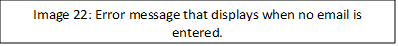 Image 22: Error message that displays when no email is
entered.